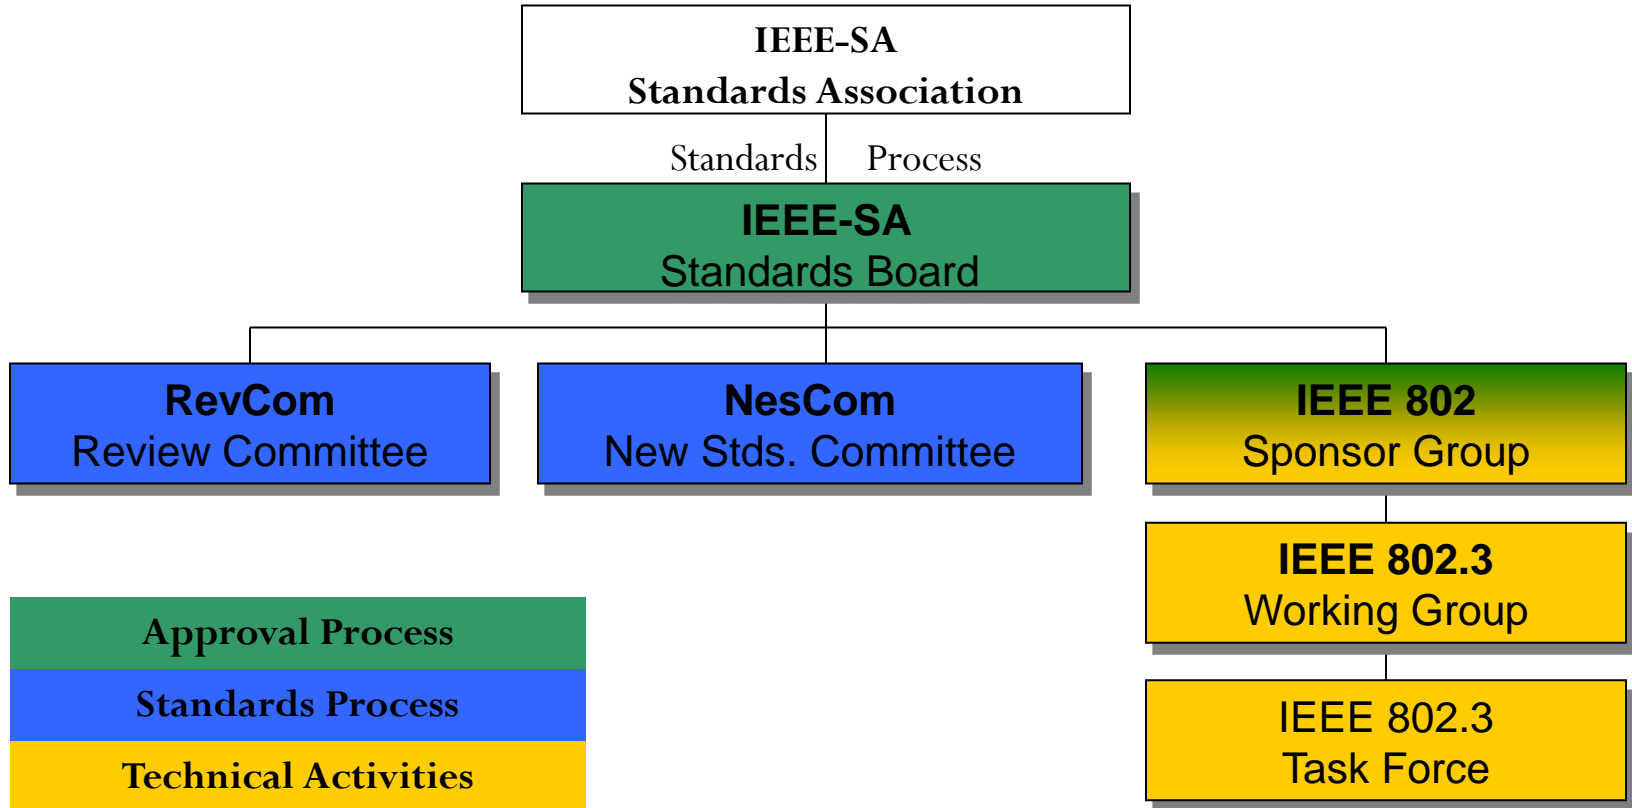 IEEE-SA
Standards Association
Standards Process
IEEE-SA
Standards Board
RevCom
Review Committee
NesCom
New Stds. Committee
IEEE 802
Sponsor Group
IEEE 802.3
Working Group
IEEE 802.3
Task Force
Approval Process
Standards Process
Technical Activities